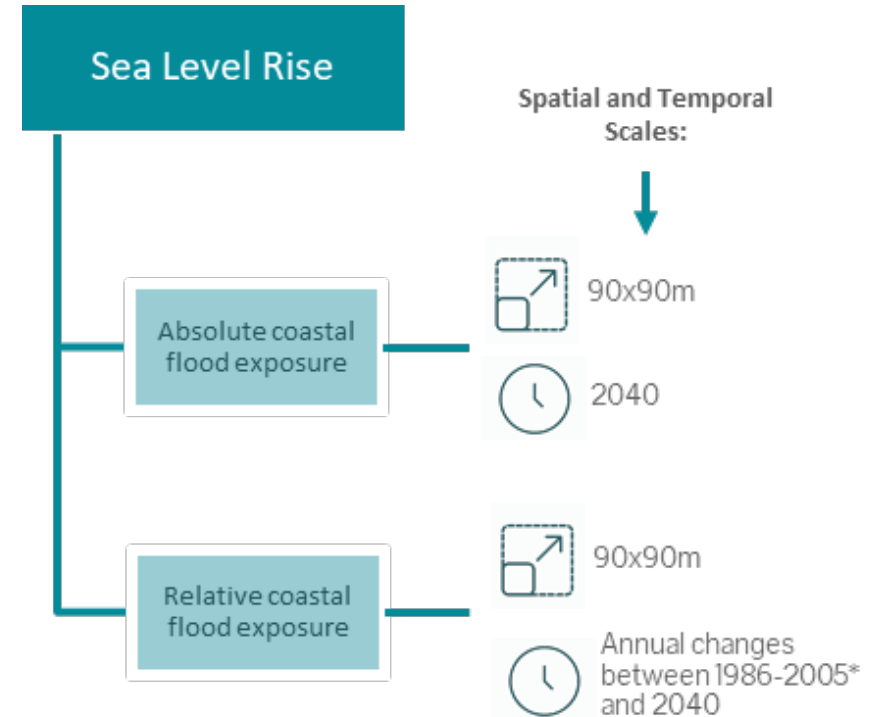 Sea Level Rise
Spatial and Temporal
Scales:
Absolute coastal
flood exposure
90x90m
2040
Relative coastal
flood exposure
90x90m
Annual changes
between 1986-2005*
and 2040